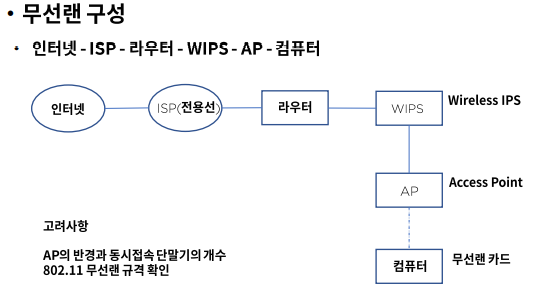 • 무선랜 구성
• 인터넷 - ISP - 라우터 - WIPS - AP - 컴퓨터
인터넷
ISP(전용선)
라우터
WIPS
Wireless IPS
AP
Access Point
컴퓨터
무선랜 카드
고려사항
AP의 반경과 동시접속 단말기의 개수
802.11 무선랜 규격 확인